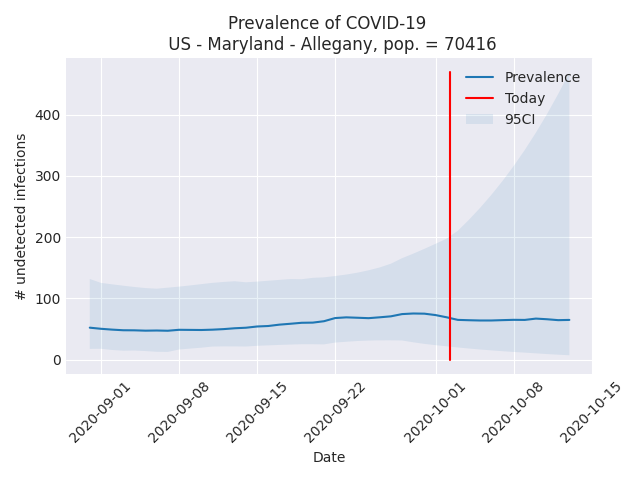 Prevalence of COVID-19
US - Maryland - Allegany, pop. = 70416
Prevalence
Today
95CI
# undetected infections
400
300
200
100
0
2020-09-01
2020-09-08
2020-09-15
2020-09-22
2020-10-01
2020-10-08
2020-10-15
Date